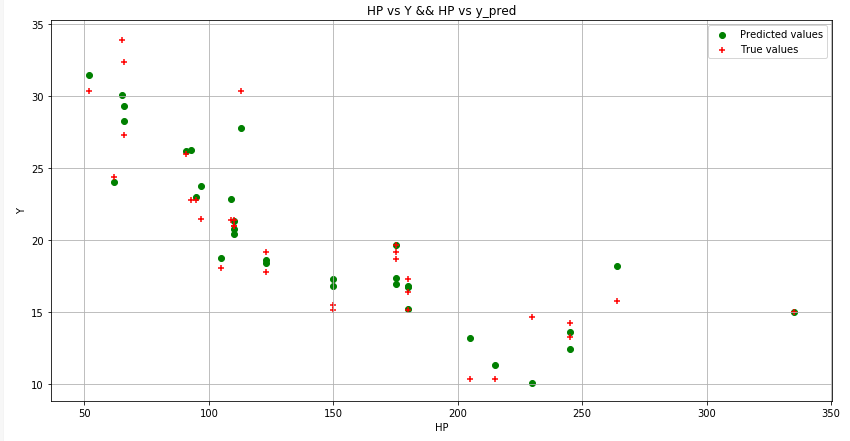 HP vs Y && HP vs y_pred
35
30
25
20
15
10
Y
Predicted values
True values
50 100 150 200 250 300 350
HP